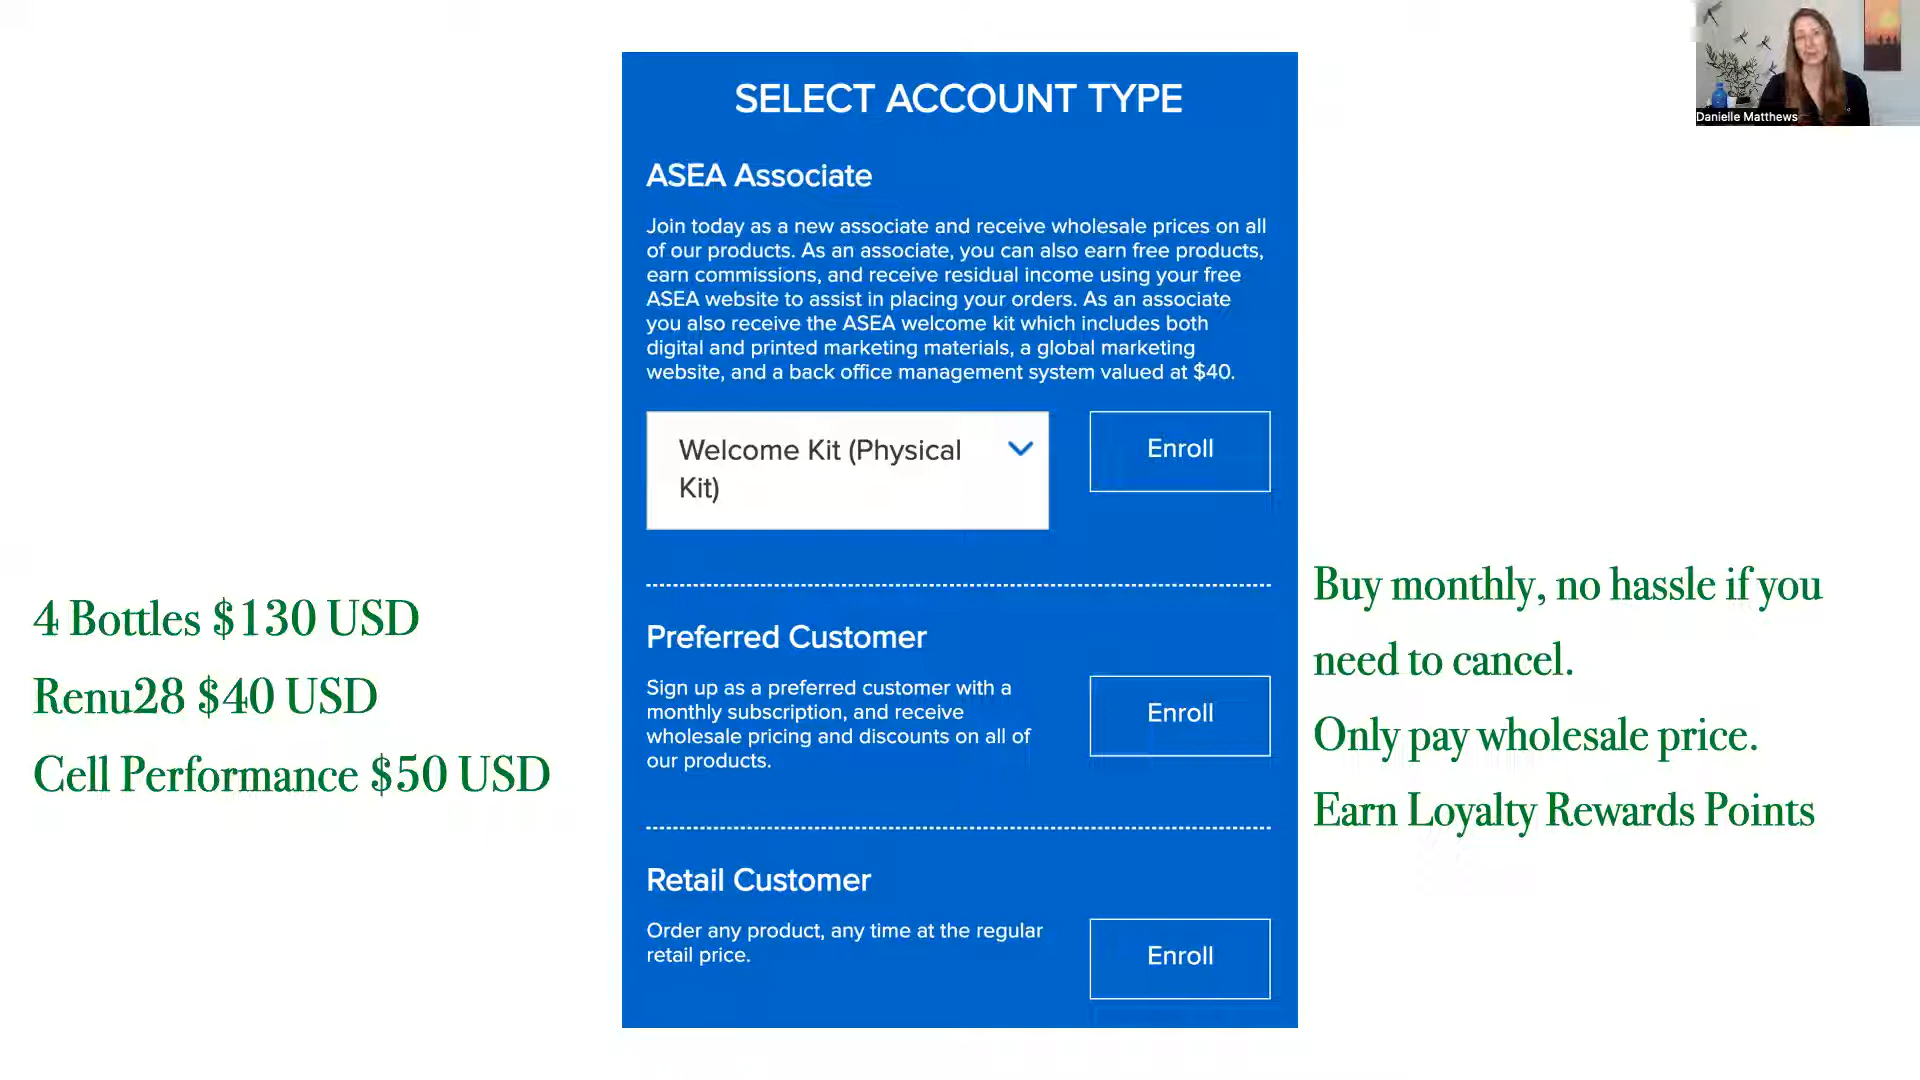 SELECT ACCOUNT TYPE
ASEA Associate
Join today as a new associate and receive wholesale prices on all
of our products. As an associate, you can also earn free products,
earn commissions, and receive residual income using your free
ASEA website to assist in placing your orders. As an associate
you also receive the ASEA welcome kit which includes both
digital and printed marketing materials, a global marketing
website, and a back office management system valued at $40.
Welcome Kit (Physical
Kit)
Enroll
Preferred Customer
Sign up as a preferred customer with a
monthly subscription, and receive
wholesale pricing and discounts on all of
our products.
Enroll
Retail Customer
Order any product, any time at the regular
retail price.
Enroll
4 Bottles $130 USD
Renu28 $40 USD
Cell Performance $50 USD
Buy monthly, no hassle if you
need to cancel.
Only pay wholesale price.
Earn Loyalty Rewards Points
Danielle Matthews